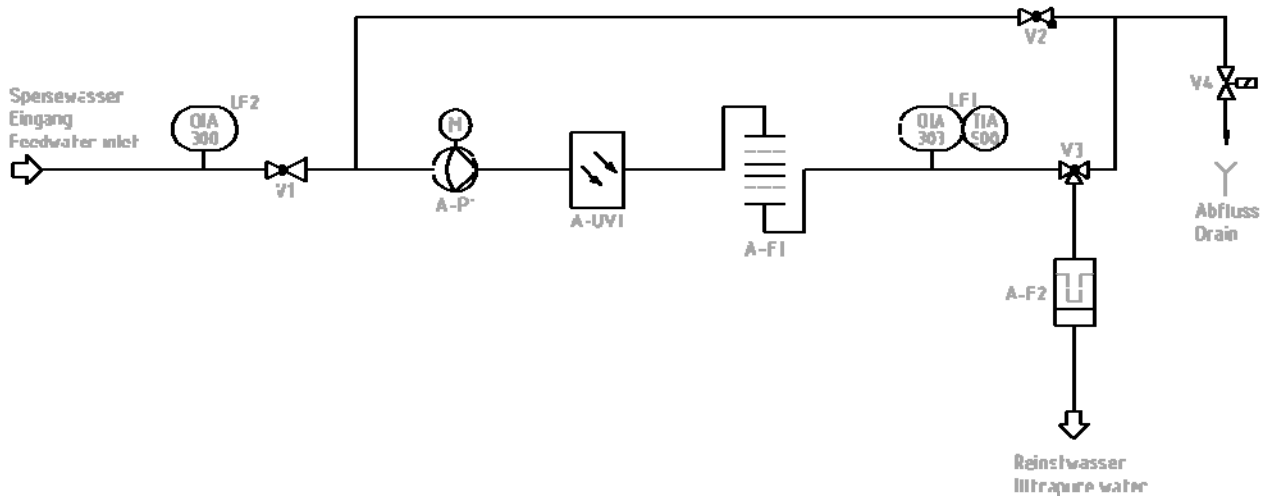 V2
V4
Speisewasser
Eingang
Feedwater inlet
LF2
QIA
300
M
LF1
QIA
303
TIA
500
V1
A-P
A-UV1
A-F1
V3
Abfluss
Drain
A-F2
Reinstwasser
Ultrapure water